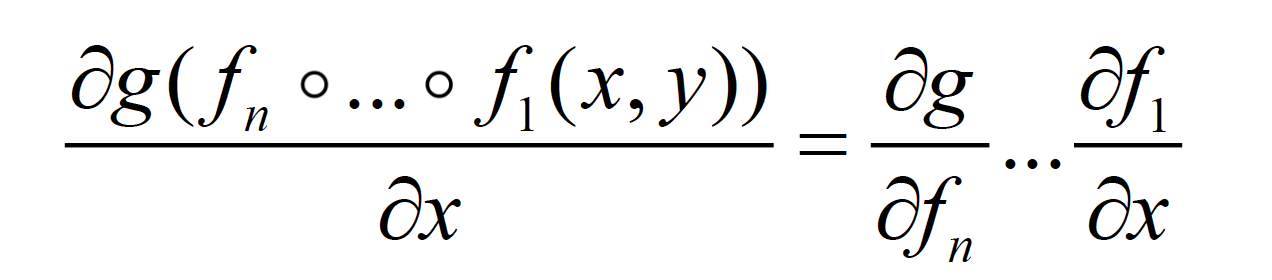 ∂g(fₙ ∘ ... ∘ f₁(x, y)) / ∂x = ∂g / ∂fₙ ... ∂f₁ / ∂x